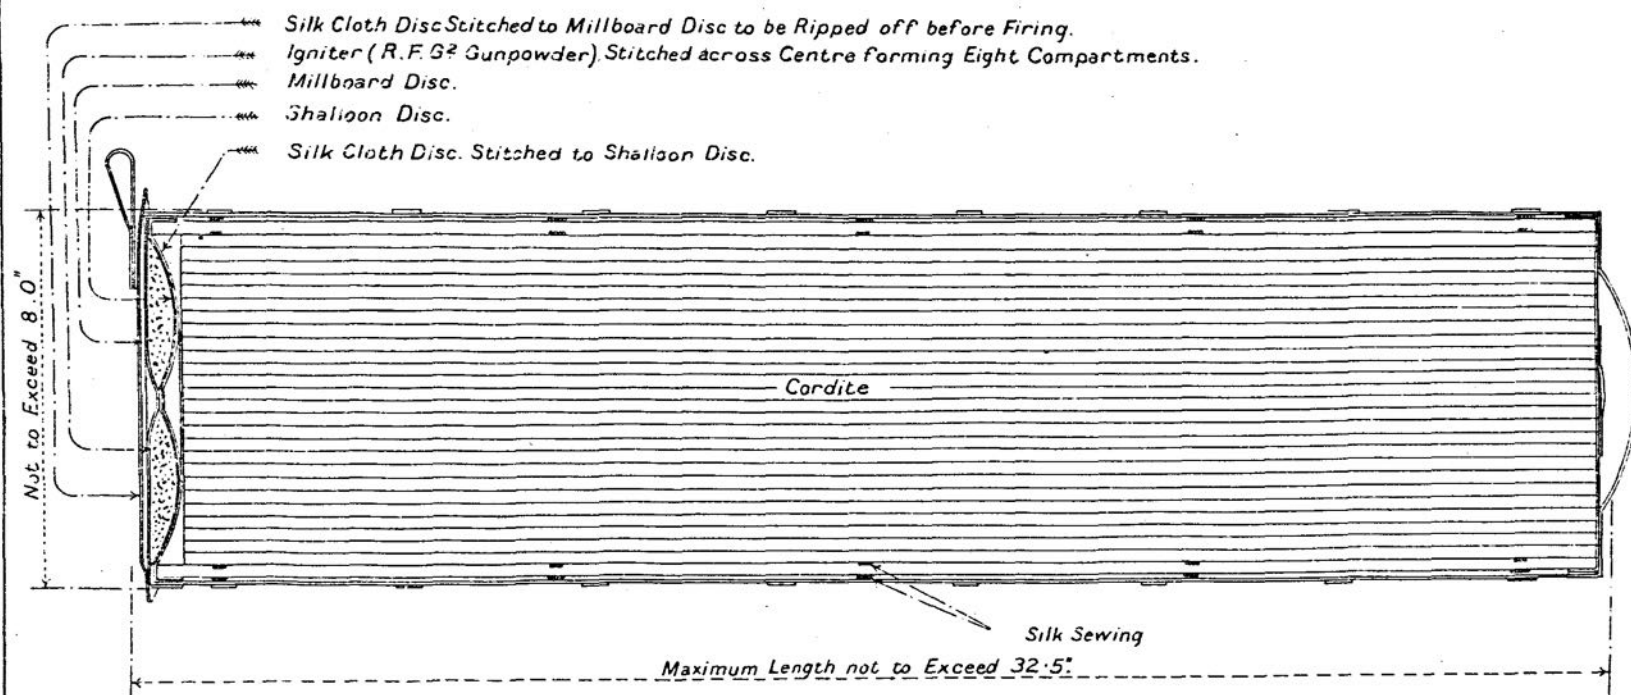 Silk Cloth Disc Stitched to Millboard Disc to be Ripped off before Firing.
Igniter (R.F.G² Gunpowder) Stitched across Centre forming Eight Compartments.
Millboard Disc.
Shalloon Disc.
Silk Cloth Disc. Stitched to Shalloon Disc.
Not to Exceed 8.0"
Cordite
Silk Sewing
Maximum Length not to Exceed 32.5".